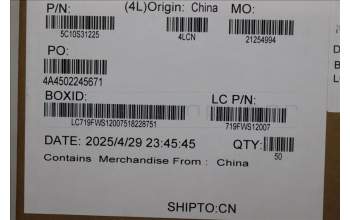 P/N: (4L)Origin: China MO:
5C10S31225 4LCN 21254994
PO:
4A4502245671
BOXID: LC P/N:
LC719FWS12007518228751 719FWS12007
DATE: 2025/4/29 23:45:45 QTY:
50
Contains Merchandise From : China
SHIPTO:CN